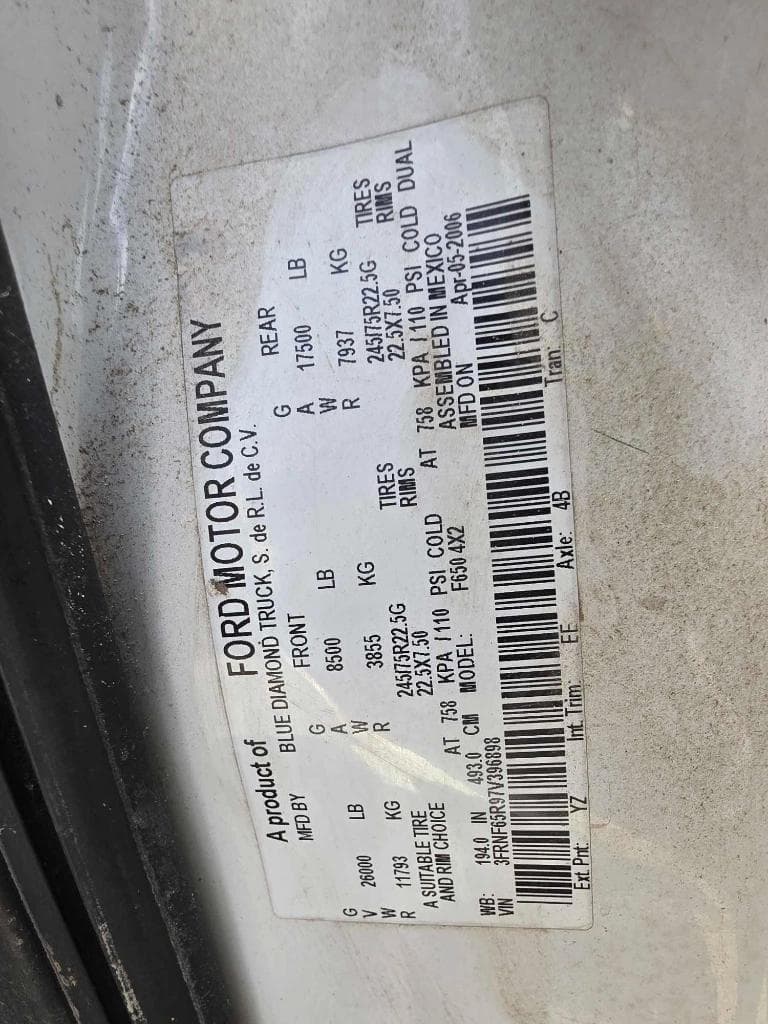 A product of FORD MOTOR COMPANY
MFD BY BLUE DIAMOND TRUCK, S. de R.L. de C.V.
FRONT REAR
G G G
V 26000 LB A 8500 LB A 17500 LB
W W W
R 11793 KG R 3855 KG R 7937 KG
A SUITABLE TIRE 245/75R22.5G TIRES 245/75R22.5G TIRES
AND RIM CHOICE 22.5X7.50 RIMS 22.5X7.50 RIMS
AT 758 KPA / 110 PSI COLD AT 758 KPA / 110 PSI COLD DUAL
WB: 194.0 IN 493.0 CM MODEL: F650 4X2 ASSEMBLED IN MEXICO
VIN 3FRNF65R97V396898 MFD ON Apr-05-2006
Ext. Pnt: YZ Int. Trim: EE Axle: 4B Tran: C